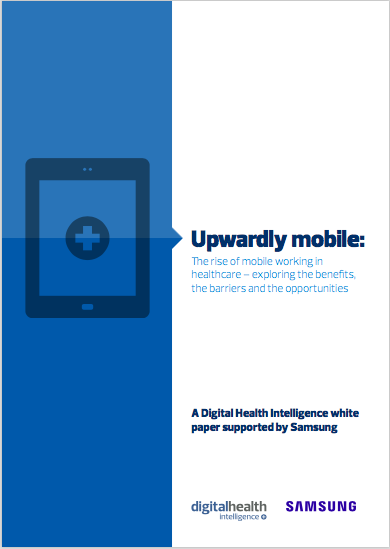 Upwardly mobile:
The rise of mobile working in
healthcare – exploring the benefits,
the barriers and the opportunities
A Digital Health Intelligence white
paper supported by Samsung
digitalhealth
intelligence
SAMSUNG